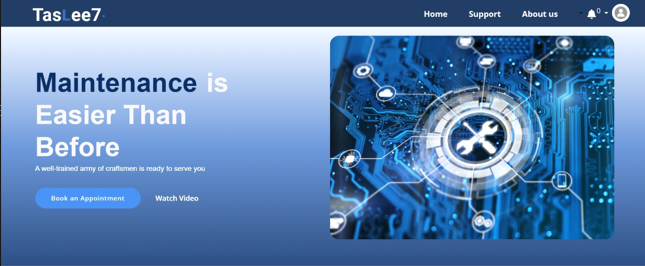 TasLee7
Home Support About us 0
Maintenance is
Easier Than
Before
A well-trained army of craftsmen is ready to serve you
Book an Appointment Watch Video